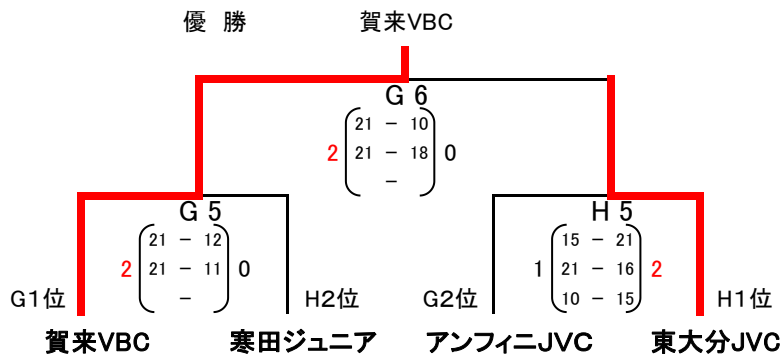 優 勝 賀来VBC
G 6
21 － 10
2 21 － 18 0
－
G 5 H 5
21 － 12 15 － 21
2 21 － 11 0 1 21 － 16 2
－ 10 － 15
G1位 H2位 G2位 H1位
賀来VBC 寒田ジュニア アンフィニJVC 東大分JVC